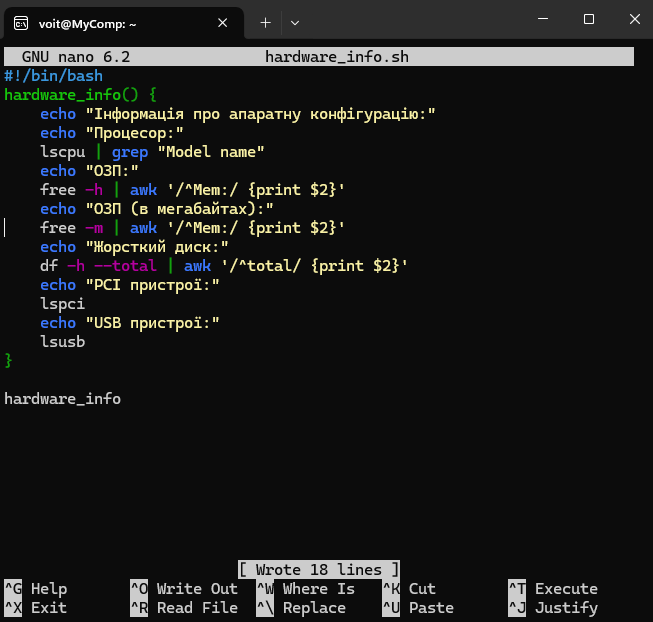 voit@MyComp: ~
GNU nano 6.2 hardware_info.sh
#!/bin/bash
hardware_info() {
    echo "Інформація про апаратну конфігурацію:"
    echo "Процесор:"
    lscpu | grep "Model name"
    echo "ОЗП:"
    free -h | awk '/^Mem:/ {print $2}'
    echo "ОЗП (в мегабайтах):"
    free -m | awk '/^Mem:/ {print $2}'
    echo "Жорсткий диск:"
    df -h --total | awk '/^total/ {print $2}'
    echo "PCI пристрої:"
    lspci
    echo "USB пристрої:"
    lsusb
}
hardware_info
[ Wrote 18 lines ]
^G Help ^O Write Out ^W Where Is ^K Cut ^T Execute
^X Exit ^R Read File ^\ Replace ^U Paste ^J Justify